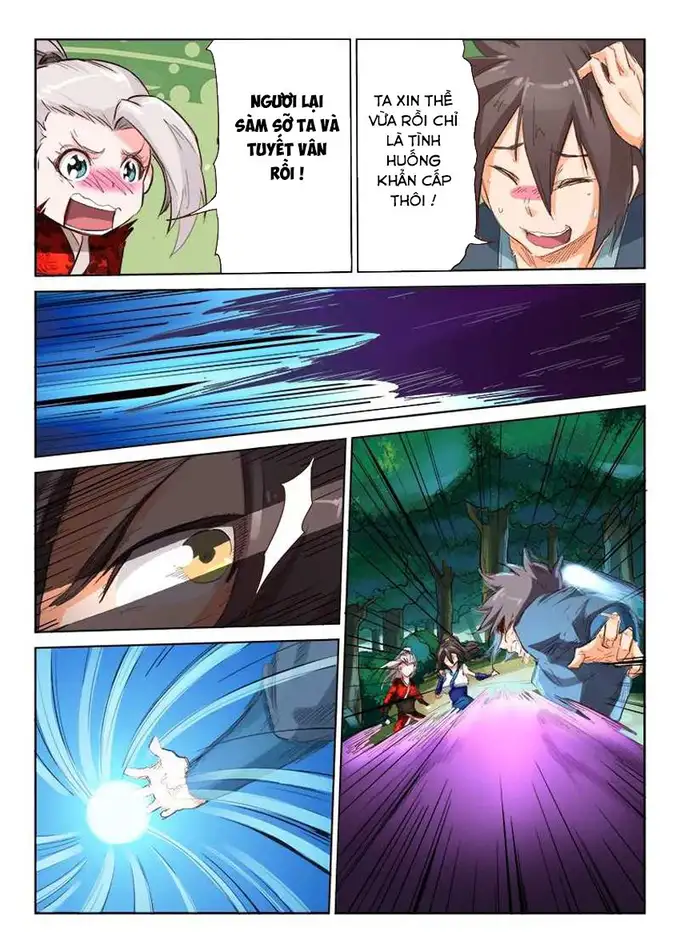 NGƯỜI LẠI
SÀM SỠ TA VÀ
TUYẾT VÂN
RỒI !
TA XIN THỀ
VỪA RỒI CHỈ
LÀ TÌNH
HUỐNG
KHẨN CẤP
THÔI !